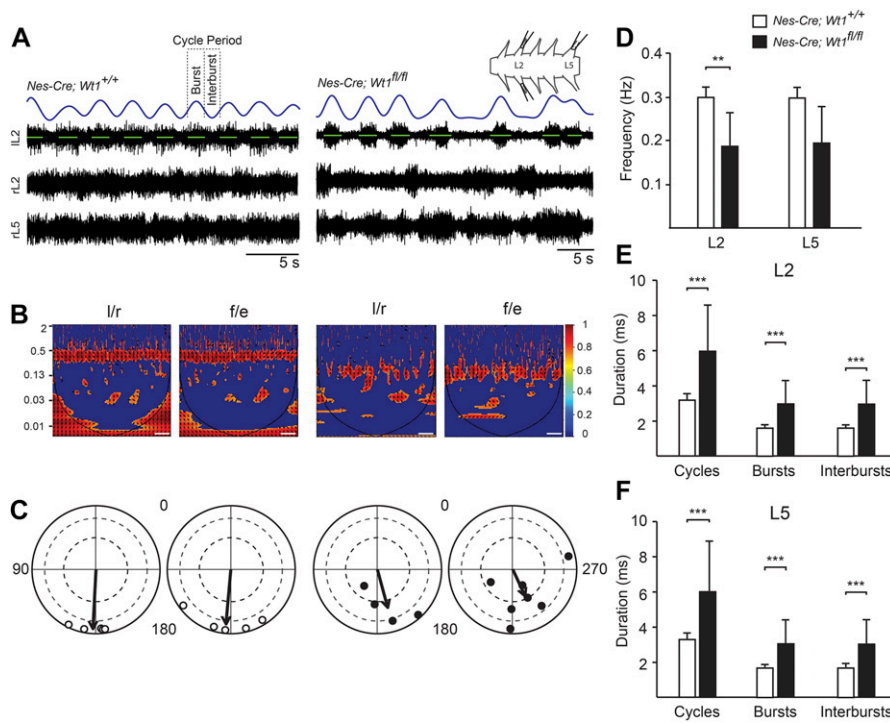 A
Cycle Period
Burst
Interburst
Nes-Cre; Wt1+/+
Nes-Cre; Wt1fl/fl
L2 L5
lL2
rL2
rL5
5 s
5 s
B
l/r f/e l/r f/e
2
0.5
0.13
0.03
0.01
1
0.8
0.6
0.4
0.2
0
C
0 0
90 270
180 180
D
Nes-Cre; Wt1+/+
Nes-Cre; Wt1fl/fl
Frequency (Hz)
0.4
0.3
0.2
0.1
**
L2 L5
E
L2
Duration (ms)
10
8
6
4
2
*** *** ***
Cycles Bursts Interbursts
F
L5
Duration (ms)
10
8
6
4
2
*** *** ***
Cycles Bursts Interbursts